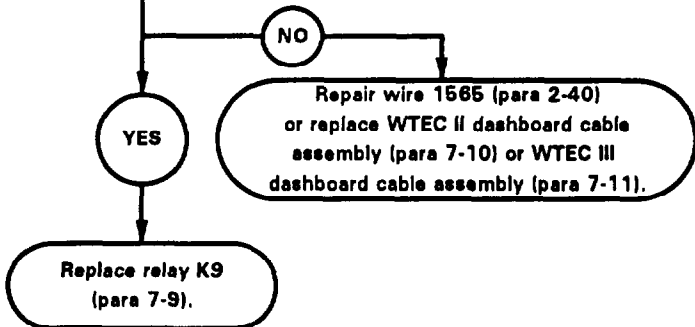 NO
YES
Repair wire 1565 (para 2-40)
or replace WTEC II dashboard cable
assembly (para 7-10) or WTEC III
dashboard cable assembly (para 7-11).
Replace relay K9
(para 7-9).